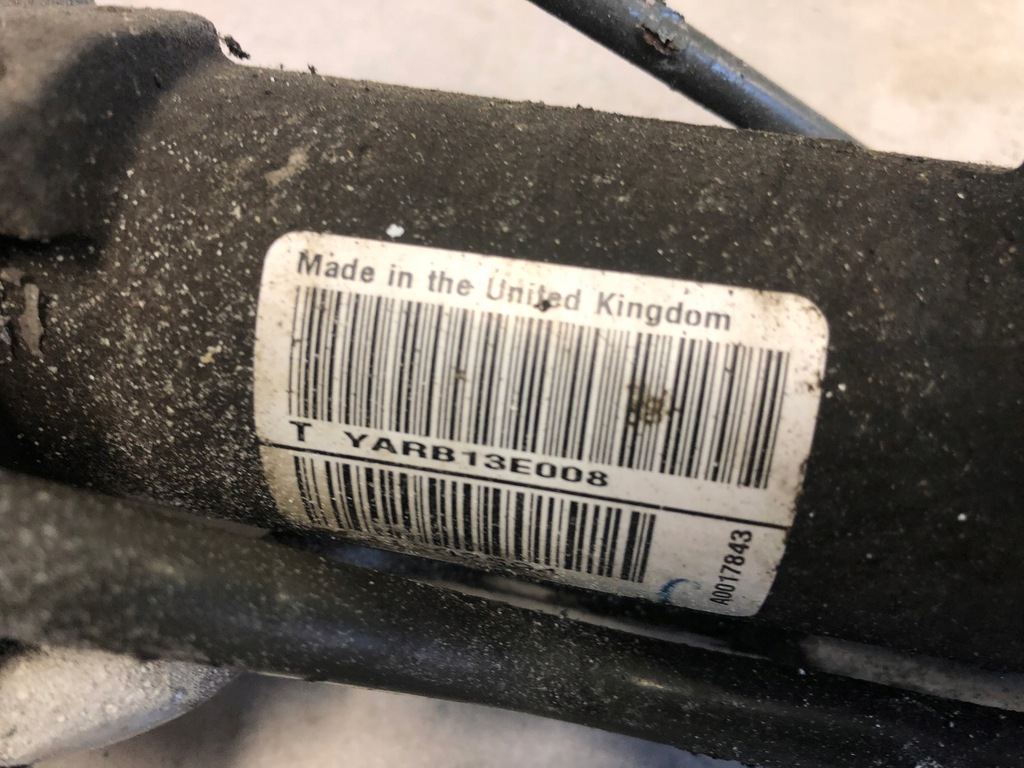 Made in the United Kingdom
T YARB13E008
A0017843